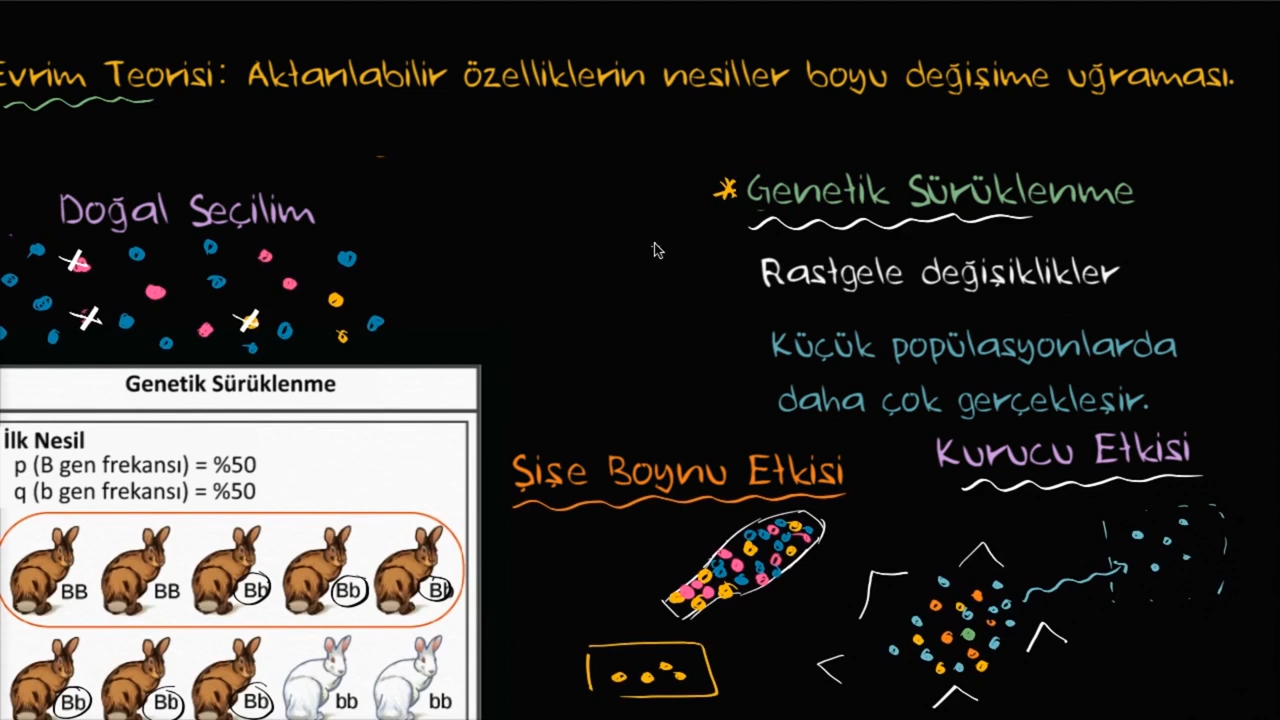 Evrim Teorisi: Aktarılabilir özelliklerin nesiller boyu değişime uğraması.
Doğal Seçilim
* Genetik Sürüklenme
Rastgele değişiklikler
Küçük popülasyonlarda
daha çok gerçekleşir.
Genetik Sürüklenme
İlk Nesil
p (B gen frekansı) = %50
q (b gen frekansı) = %50
BB BB Bb Bb Bb
Bb Bb Bb bb bb
Şişe Boynu Etkisi
Kurucu Etkisi